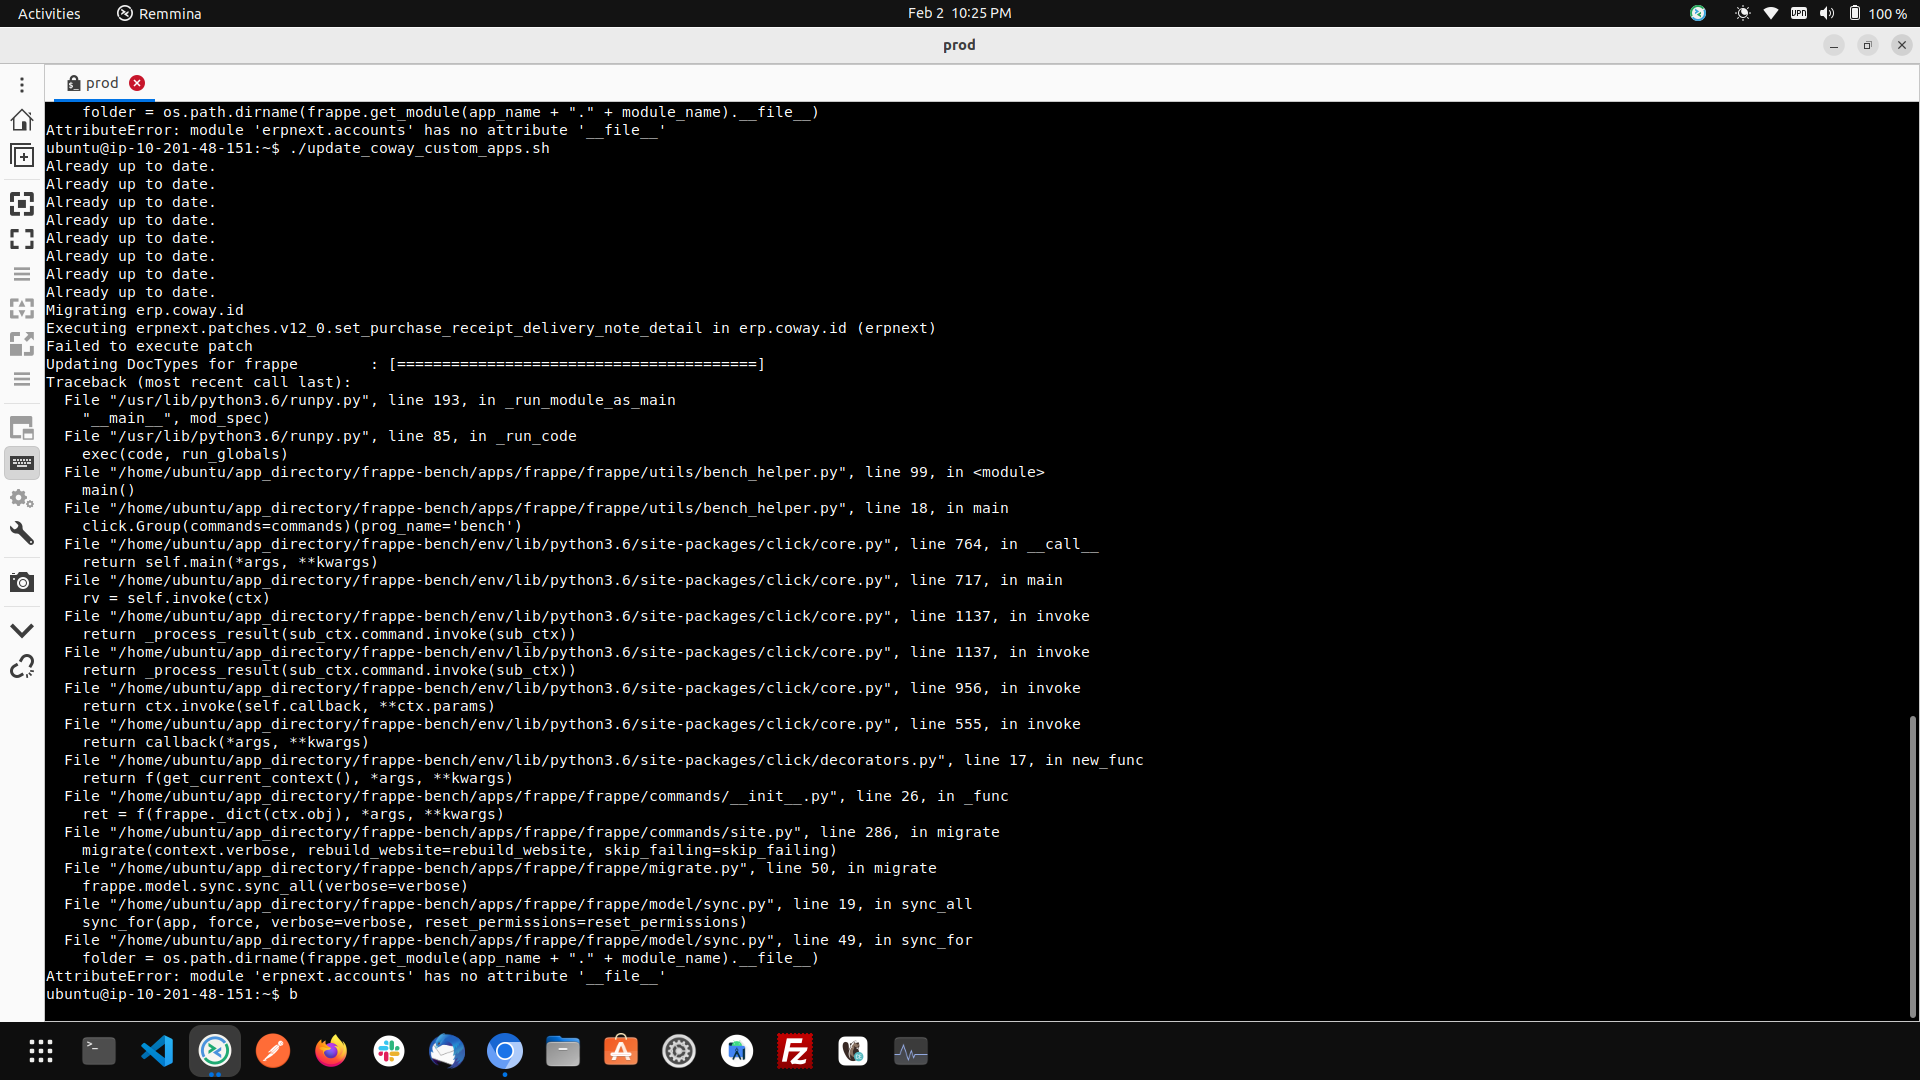 Activities
Remmina
Feb 2 10:25 PM
VPN
100 %
prod
prod
folder = os.path.dirname(frappe.get_module(app_name + "." + module_name).__file__)
AttributeError: module 'erpnext.accounts' has no attribute '__file__'
ubuntu@ip-10-201-48-151:~$ ./update_coway_custom_apps.sh
Already up to date.
Already up to date.
Already up to date.
Already up to date.
Already up to date.
Already up to date.
Already up to date.
Already up to date.
Migrating erp.coway.id
Executing erpnext.patches.v12_0.set_purchase_receipt_delivery_note_detail in erp.coway.id (erpnext)
Failed to execute patch
Updating DocTypes for frappe        : [========================================]
Traceback (most recent call last):
  File "/usr/lib/python3.6/runpy.py", line 193, in _run_module_as_main
    "__main__", mod_spec)
  File "/usr/lib/python3.6/runpy.py", line 85, in _run_code
    exec(code, run_globals)
  File "/home/ubuntu/app_directory/frappe-bench/apps/frappe/frappe/utils/bench_helper.py", line 99, in <module>
    main()
  File "/home/ubuntu/app_directory/frappe-bench/apps/frappe/frappe/utils/bench_helper.py", line 18, in main
    click.Group(commands=commands)(prog_name='bench')
  File "/home/ubuntu/app_directory/frappe-bench/env/lib/python3.6/site-packages/click/core.py", line 764, in __call__
    return self.main(*args, **kwargs)
  File "/home/ubuntu/app_directory/frappe-bench/env/lib/python3.6/site-packages/click/core.py", line 717, in main
    rv = self.invoke(ctx)
  File "/home/ubuntu/app_directory/frappe-bench/env/lib/python3.6/site-packages/click/core.py", line 1137, in invoke
    return _process_result(sub_ctx.command.invoke(sub_ctx))
  File "/home/ubuntu/app_directory/frappe-bench/env/lib/python3.6/site-packages/click/core.py", line 1137, in invoke
    return _process_result(sub_ctx.command.invoke(sub_ctx))
  File "/home/ubuntu/app_directory/frappe-bench/env/lib/python3.6/site-packages/click/core.py", line 956, in invoke
    return ctx.invoke(self.callback, **ctx.params)
  File "/home/ubuntu/app_directory/frappe-bench/env/lib/python3.6/site-packages/click/core.py", line 555, in invoke
    return callback(*args, **kwargs)
  File "/home/ubuntu/app_directory/frappe-bench/env/lib/python3.6/site-packages/click/decorators.py", line 17, in new_func
    return f(get_current_context(), *args, **kwargs)
  File "/home/ubuntu/app_directory/frappe-bench/apps/frappe/frappe/commands/__init__.py", line 26, in _func
    ret = f(frappe._dict(ctx.obj), *args, **kwargs)
  File "/home/ubuntu/app_directory/frappe-bench/apps/frappe/frappe/commands/site.py", line 286, in migrate
    migrate(context.verbose, rebuild_website=rebuild_website, skip_failing=skip_failing)
  File "/home/ubuntu/app_directory/frappe-bench/apps/frappe/frappe/migrate.py", line 50, in migrate
    frappe.model.sync.sync_all(verbose=verbose)
  File "/home/ubuntu/app_directory/frappe-bench/apps/frappe/frappe/model/sync.py", line 19, in sync_all
    sync_for(app, force, verbose=verbose, reset_permissions=reset_permissions)
  File "/home/ubuntu/app_directory/frappe-bench/apps/frappe/frappe/model/sync.py", line 49, in sync_for
    folder = os.path.dirname(frappe.get_module(app_name + "." + module_name).__file__)
AttributeError: module 'erpnext.accounts' has no attribute '__file__'
ubuntu@ip-10-201-48-151:~$ b
Fz